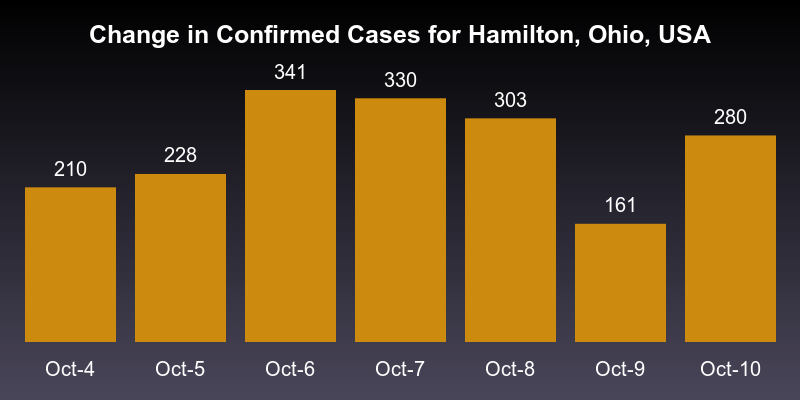 Change in Confirmed Cases for Hamilton, Ohio, USA
210 228 341 330 303 161 280
Oct-4 Oct-5 Oct-6 Oct-7 Oct-8 Oct-9 Oct-10